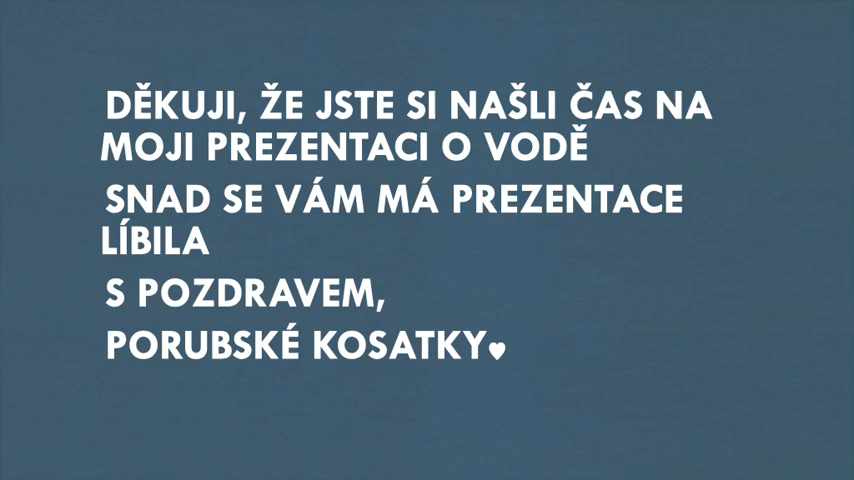 DĚKUJI, ŽE JSTE SI NAŠLI ČAS NA
MOJI PREZENTACI O VODĚ
SNAD SE VÁM MÁ PREZENTACE
LÍBILA
S POZDRAVEM,
PORUBSKÉ KOSATKY♥